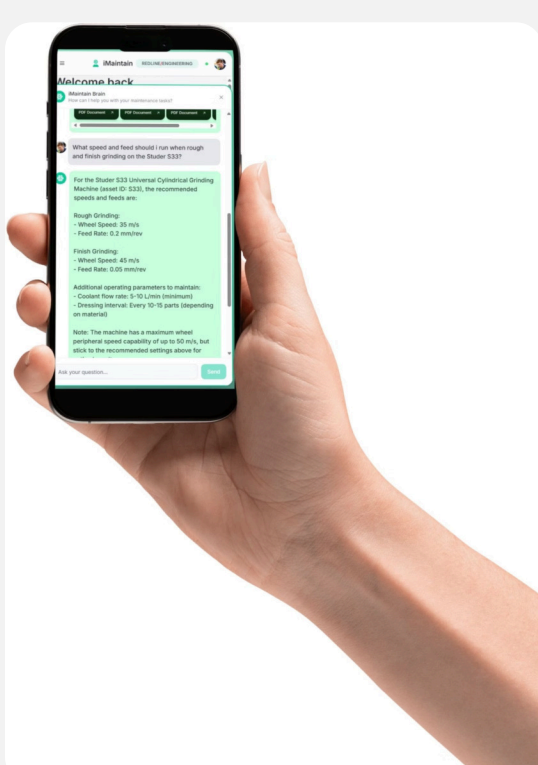 iMaintain
REDLINE/ENGINEERING
Welcome back
iMaintain Brain
How can I help you with your maintenance tasks?
PDF Document
PDF Document
PDF Document
What speed and feed should I run when rough
and finish grinding on the Studer S33?
For the Studer S33 Universal Cylindrical Grinding
Machine (asset ID: S33), the recommended
speeds and feeds are:
Rough Grinding:
- Wheel Speed: 35 m/s
- Feed Rate: 0.2 mm/rev
Finish Grinding:
- Wheel Speed: 45 m/s
- Feed Rate: 0.05 mm/rev
Additional operating parameters to maintain:
- Coolant flow rate: 5-10 L/min (minimum)
- Dressing interval: Every 10-15 parts (depending
on material)
Note: The machine has a maximum wheel
peripheral speed capability of up to 50 m/s, but
stick to the recommended settings above for
Ask your question...
Send